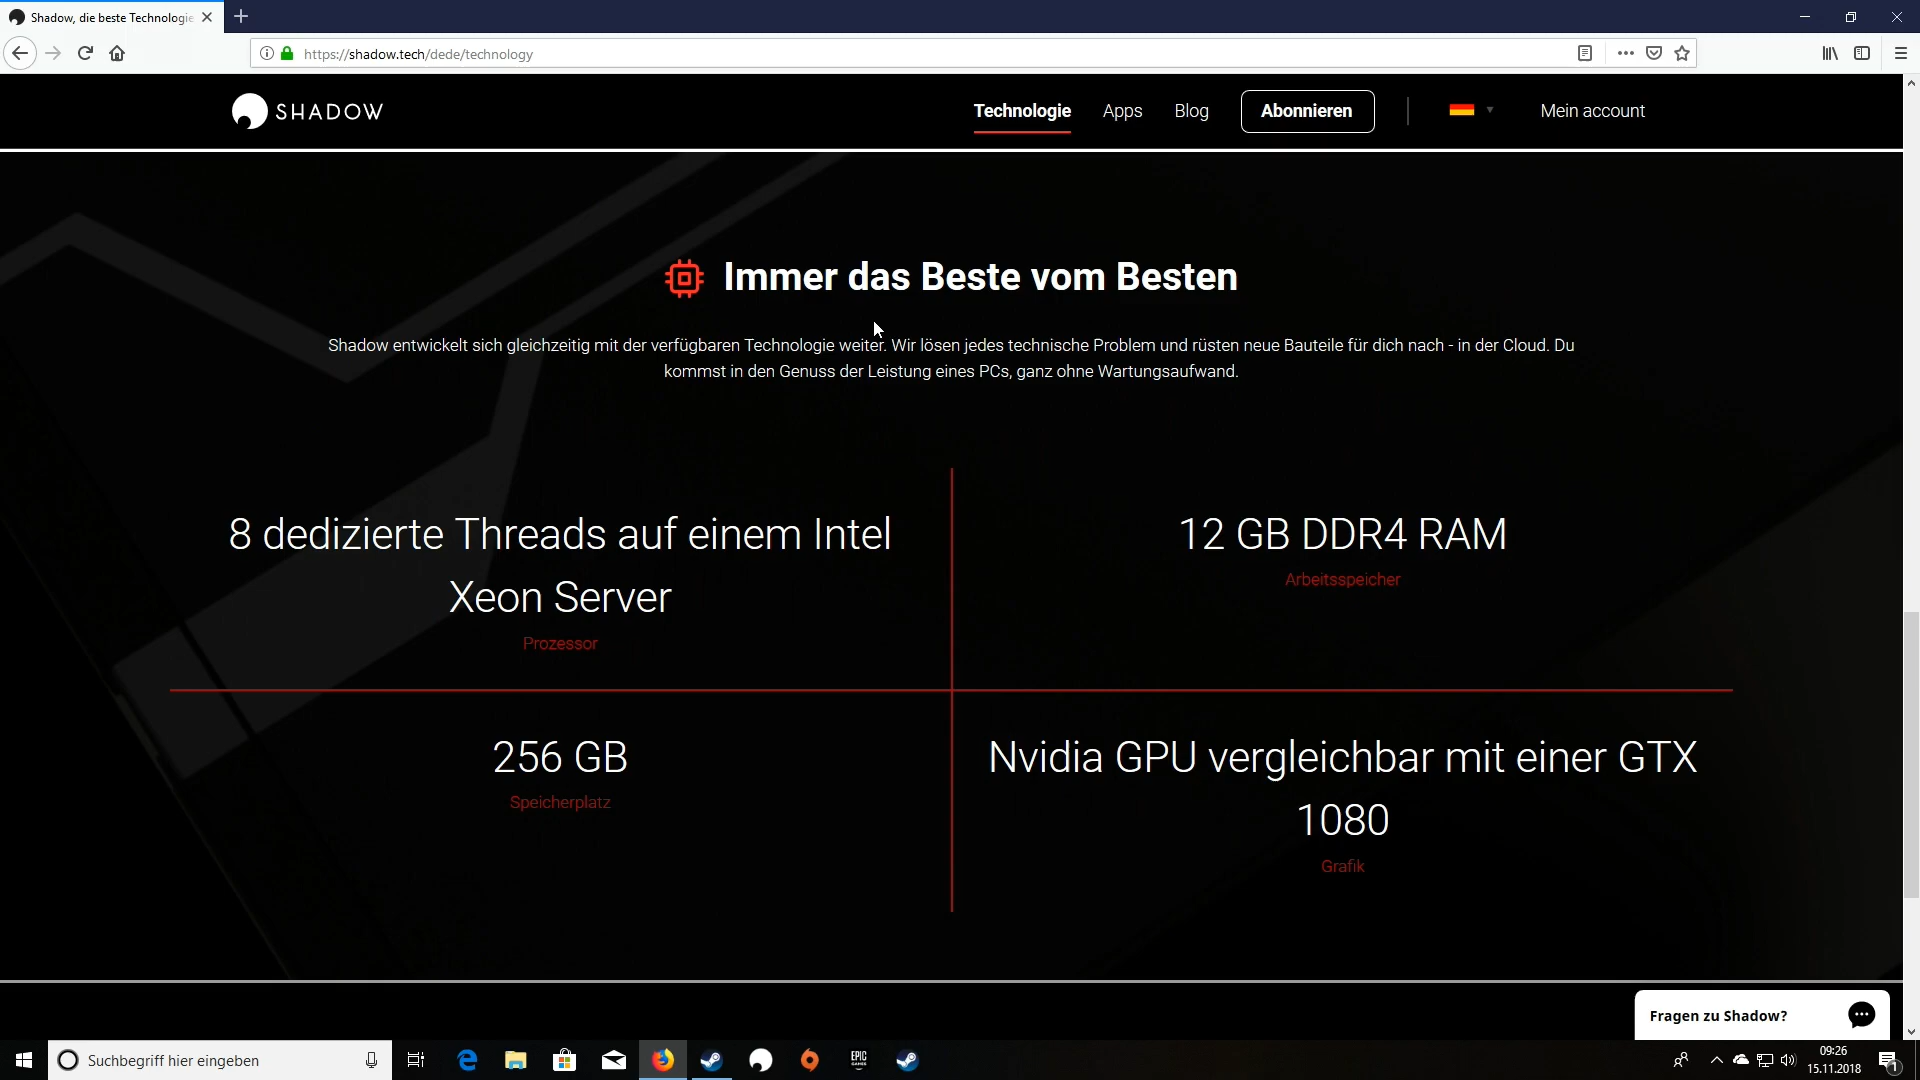 Shadow, die beste Technologie
https://shadow.tech/dede/technology
SHADOW
Technologie
Apps
Blog
Abonnieren
Mein account
Immer das Beste vom Besten
Shadow entwickelt sich gleichzeitig mit der verfügbaren Technologie weiter. Wir lösen jedes technische Problem und rüsten neue Bauteile für dich nach - in der Cloud. Du
kommst in den Genuss der Leistung eines PCs, ganz ohne Wartungsaufwand.
8 dedizierte Threads auf einem Intel
Xeon Server
Prozessor
12 GB DDR4 RAM
Arbeitsspeicher
256 GB
Speicherplatz
Nvidia GPU vergleichbar mit einer GTX
1080
Grafik
Fragen zu Shadow?
Suchbegriff hier eingeben
EPIC
GAMES
09:26
15.11.2018
1